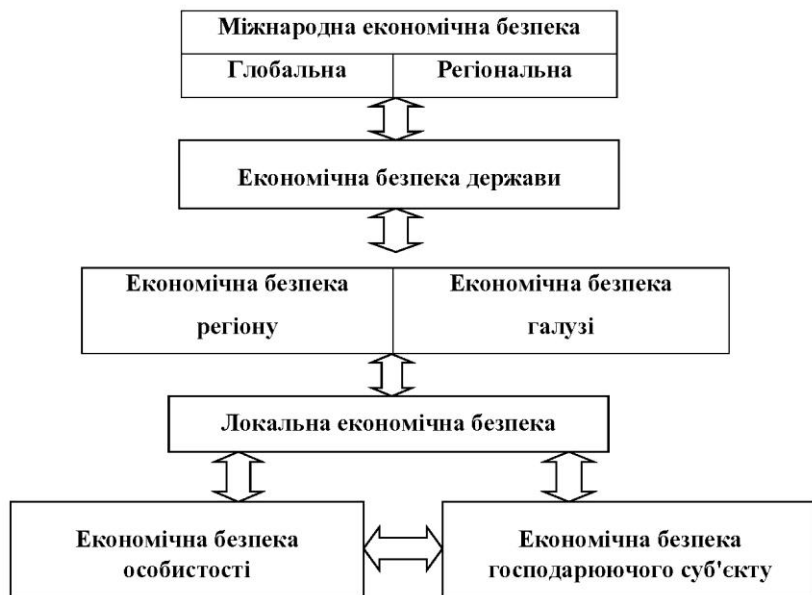 Міжнародна економічна безпека
Глобальна
Регіональна
Економічна безпека держави
Економічна безпека
регіону
Економічна безпека
галузі
Локальна економічна безпека
Економічна безпека
особистості
Економічна безпека
господарюючого суб'єкту